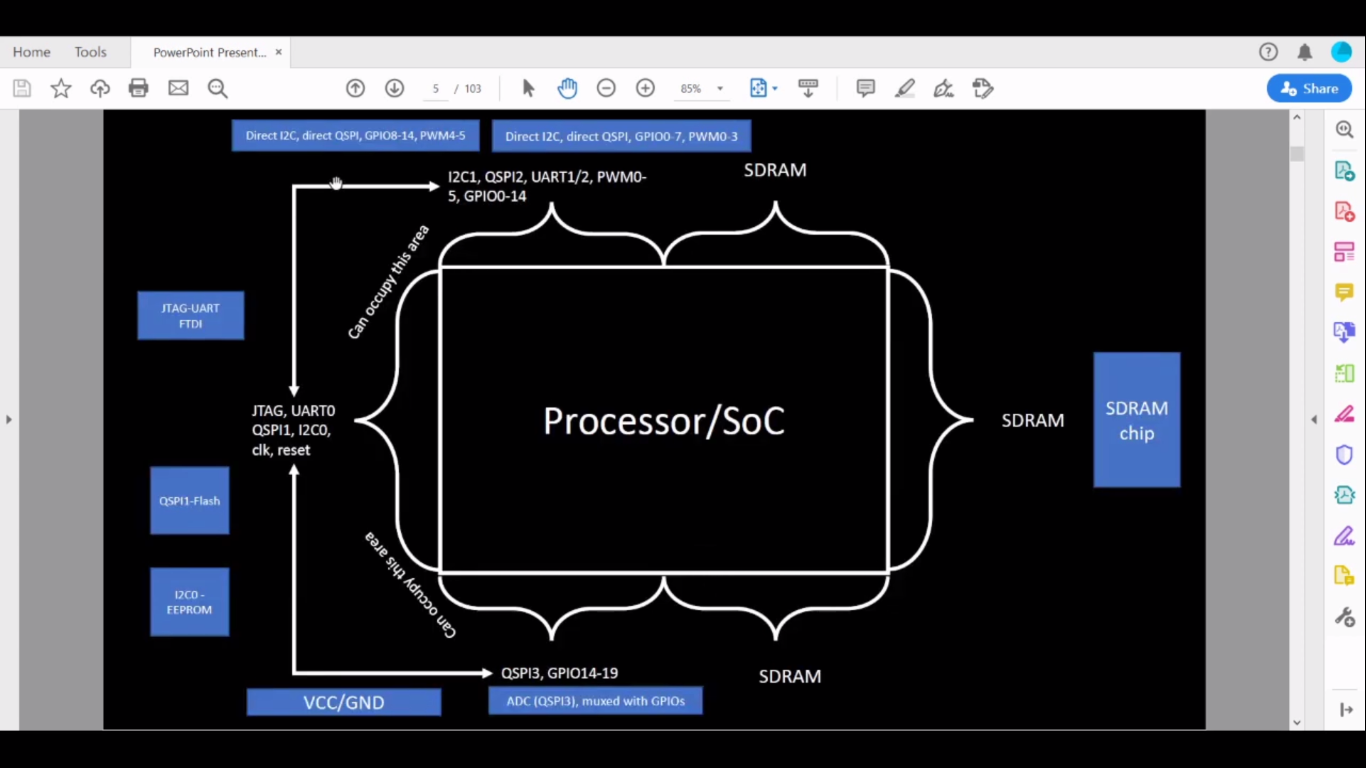 Home
Tools
PowerPoint Present...
5 / 103
85%
Share
Direct I2C, direct QSPI, GPIO8-14, PWM4-5
Direct I2C, direct QSPI, GPIO0-7, PWM0-3
I2C1, QSPI2, UART1/2, PWM0-
5, GPIO0-14
SDRAM
Can occupy this area
JTAG-UART
FTDI
JTAG, UART0
QSPI1, I2C0,
clk, reset
Processor/SoC
SDRAM
SDRAM
chip
QSPI1-Flash
Can occupy this area
I2C0 -
EEPROM
QSPI3, GPIO14-19
SDRAM
VCC/GND
ADC (QSPI3), muxed with GPIOs